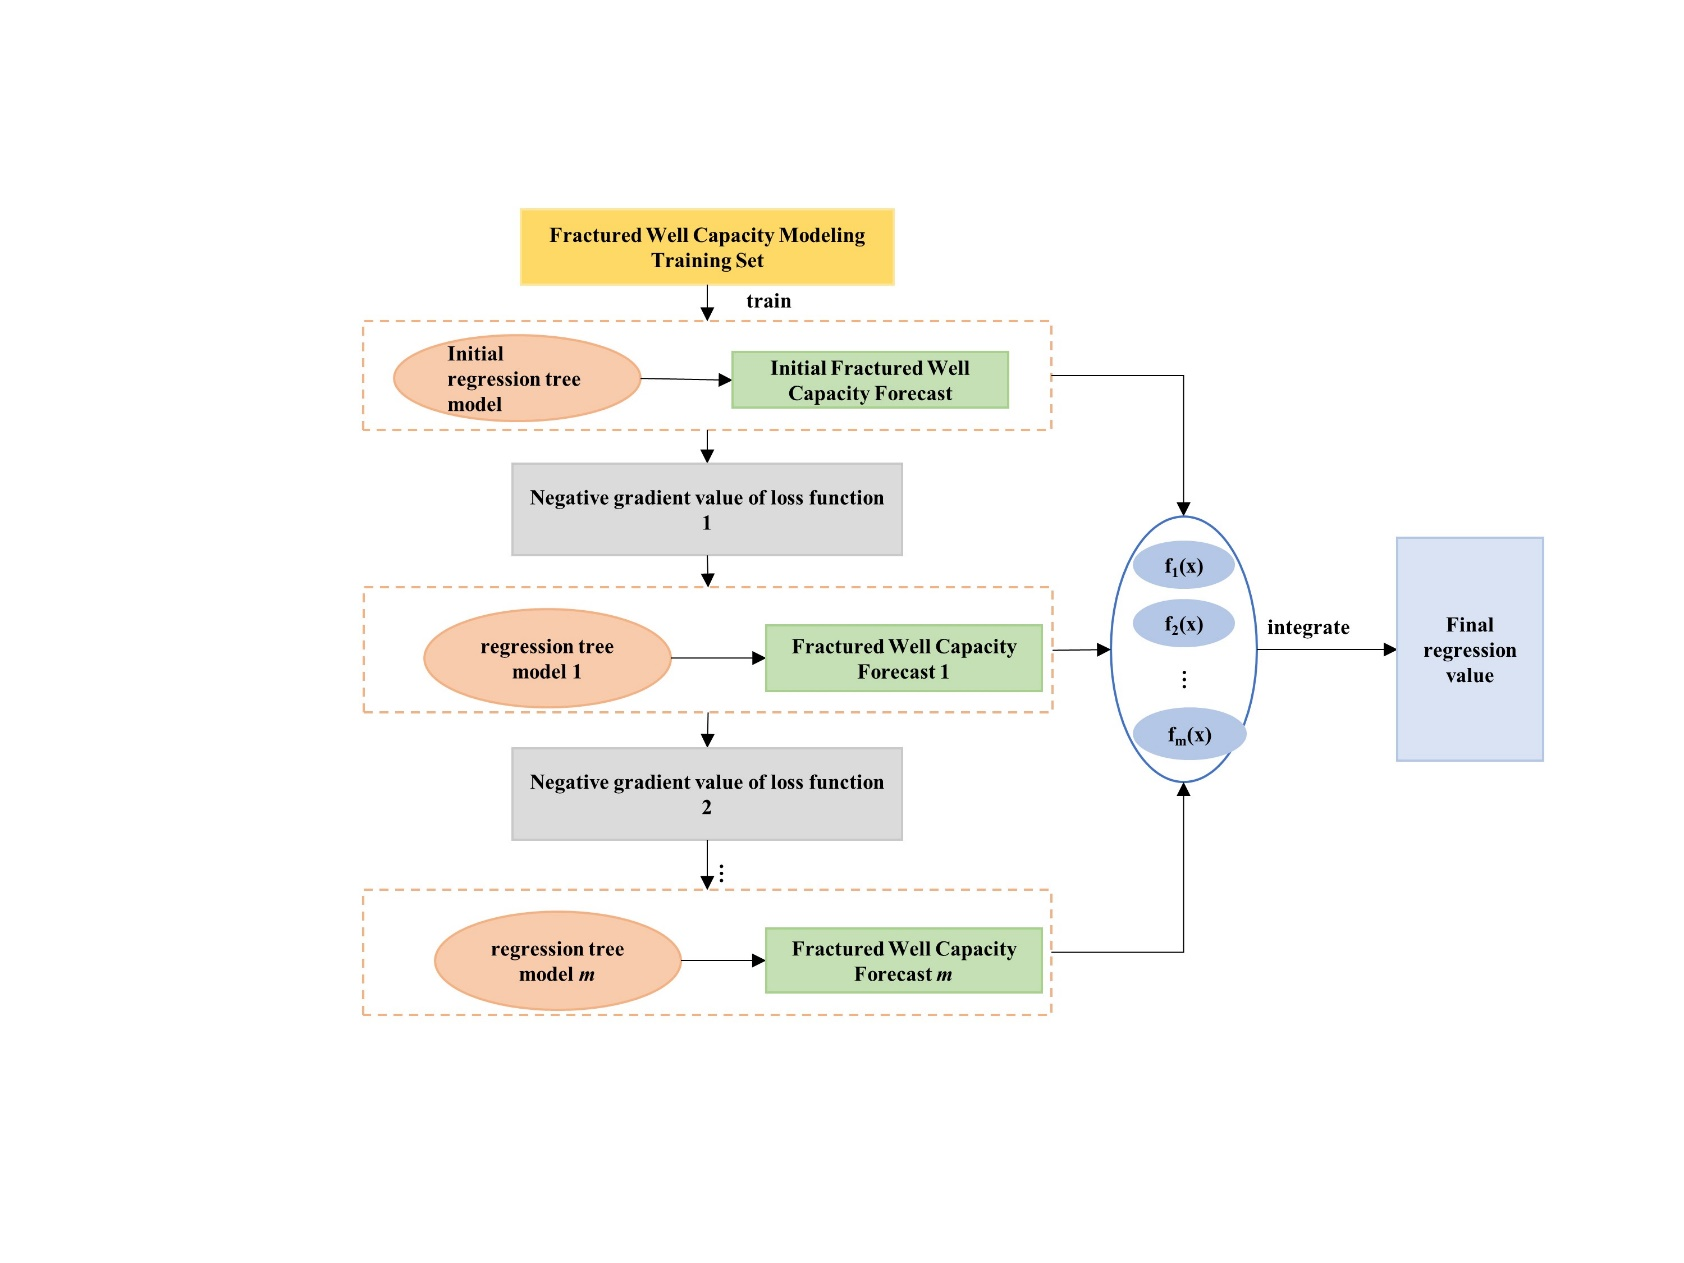 Fractured Well Capacity Modeling
Training Set
train
Initial
regression tree
model
Initial Fractured Well
Capacity Forecast
Negative gradient value of loss function
1
regression tree
model 1
Fractured Well Capacity
Forecast 1
Negative gradient value of loss function
2
⋮
regression tree
model m
Fractured Well Capacity
Forecast m
f₁(x)
f₂(x)
⋮
fₘ(x)
integrate
Final
regression
value